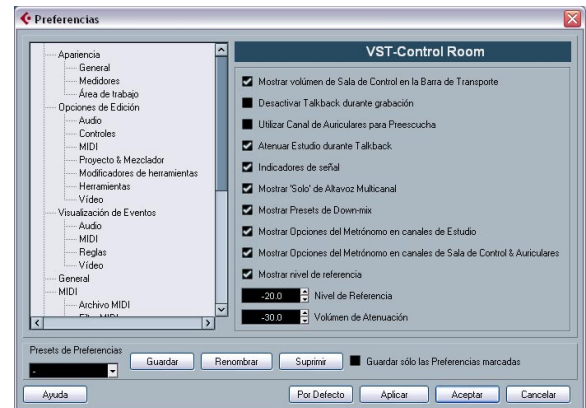 Preferencias
Apariencia
General
Medidores
Área de trabajo
Opciones de Edición
Audio
Controles
MIDI
Proyecto & Mezclador
Modificadores de herramientas
Herramientas
Vídeo
Visualización de Eventos
Audio
MIDI
Reglas
Vídeo
General
MIDI
Archivo MIDI
Filtro MIDI
VST-Control Room
Mostrar volúmen de Sala de Control en la Barra de Transporte
Desactivar Talkback durante grabación
Utilizar Canal de Auriculares para Preescucha
Atenuar Estudio durante Talkback
Indicadores de señal
Mostrar 'Solo' de Altavoz Multicanal
Mostrar Presets de Down-mix
Mostrar Opciones del Metrónomo en canales de Estudio
Mostrar Opciones del Metrónomo en canales de Sala de Control & Auriculares
Mostrar nivel de referencia
-20.0 Nivel de Referencia
-30.0 Volúmen de Atenuación
Presets de Preferencias
-
Guardar
Renombrar
Suprimir
Guardar sólo las Preferencias marcadas
Ayuda
Por Defecto
Aplicar
Aceptar
Cancelar